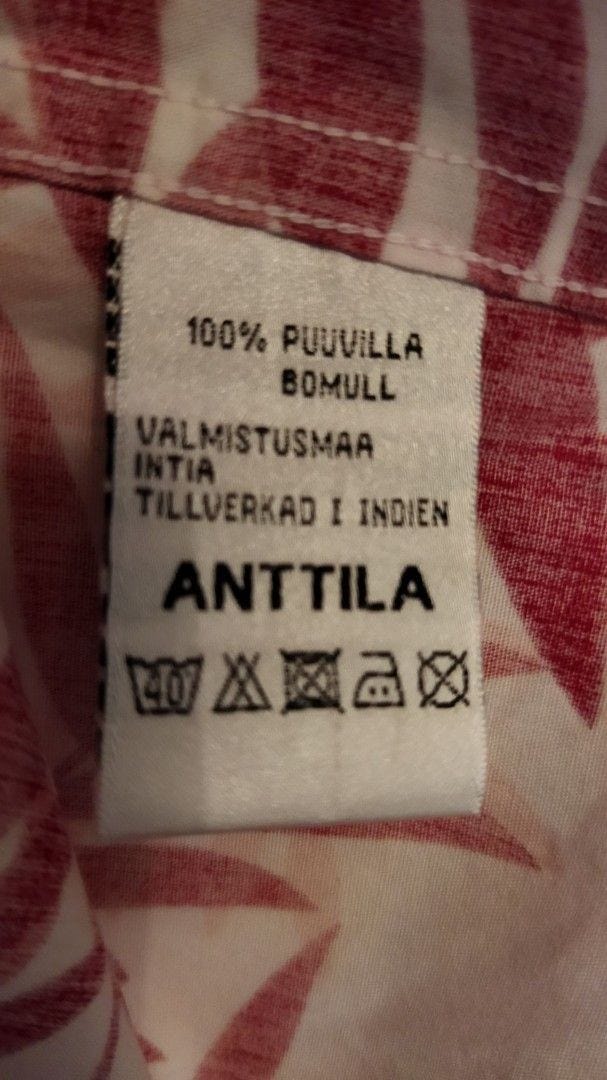 100% PUUVILLA
BOMULL
VALMISTUSMAA
INTIA
TILLVERKAD I INDIEN
ANTTILA
40